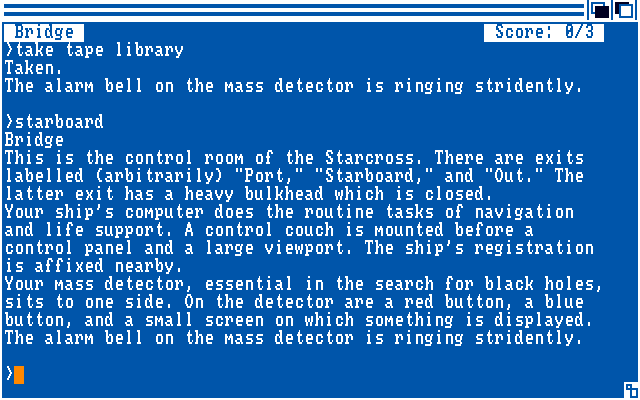 Bridge Score: 0/3
>take tape library
Taken.
The alarm bell on the mass detector is ringing stridently.
>starboard
Bridge
This is the control room of the Starcross. There are exits
labelled (arbitrarily) "Port," "Starboard," and "Out." The
latter exit has a heavy bulkhead which is closed.
Your ship's computer does the routine tasks of navigation
and life support. A control couch is mounted before a
control panel and a large viewport. The ship's registration
is affixed nearby.
Your mass detector, essential in the search for black holes,
sits to one side. On the detector are a red button, a blue
button, and a small screen on which something is displayed.
The alarm bell on the mass detector is ringing stridently.
>